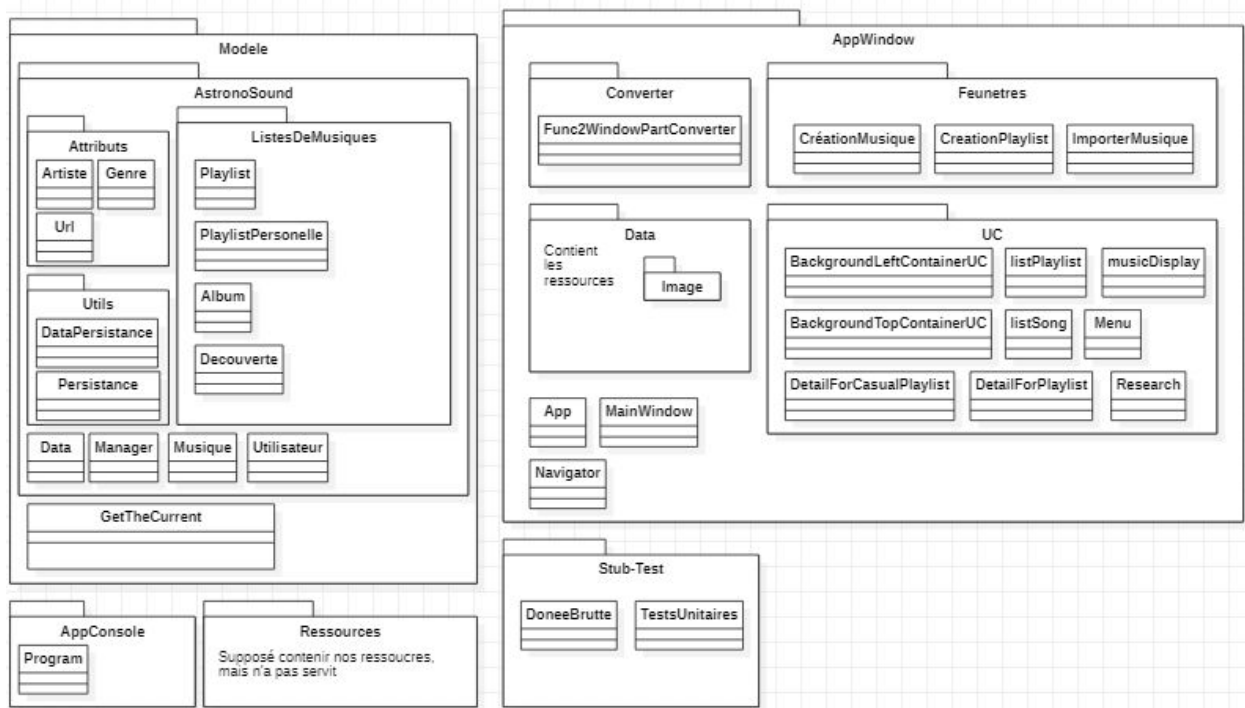 Modele
AstronoSound
Attributs
Artiste
Genre
Url
Utils
DataPersistance
Persistance
ListesDeMusiques
Playlist
PlaylistPersonelle
Album
Decouverte
Data
Manager
Musique
Utilisateur
GetTheCurrent
AppConsole
Program
Ressources
Supposé contenir nos ressoucres,
mais n'a pas servit
AppWindow
Converter
Func2WindowPartConverter
Feunetres
CréationMusique
CreationPlaylist
ImporterMusique
Data
Contient
les
ressources
Image
UC
BackgroundLeftContainerUC
listPlaylist
musicDisplay
BackgroundTopContainerUC
listSong
Menu
DetailForCasualPlaylist
DetailForPlaylist
Research
App
MainWindow
Navigator
Stub-Test
DoneeBrutte
TestsUnitaires